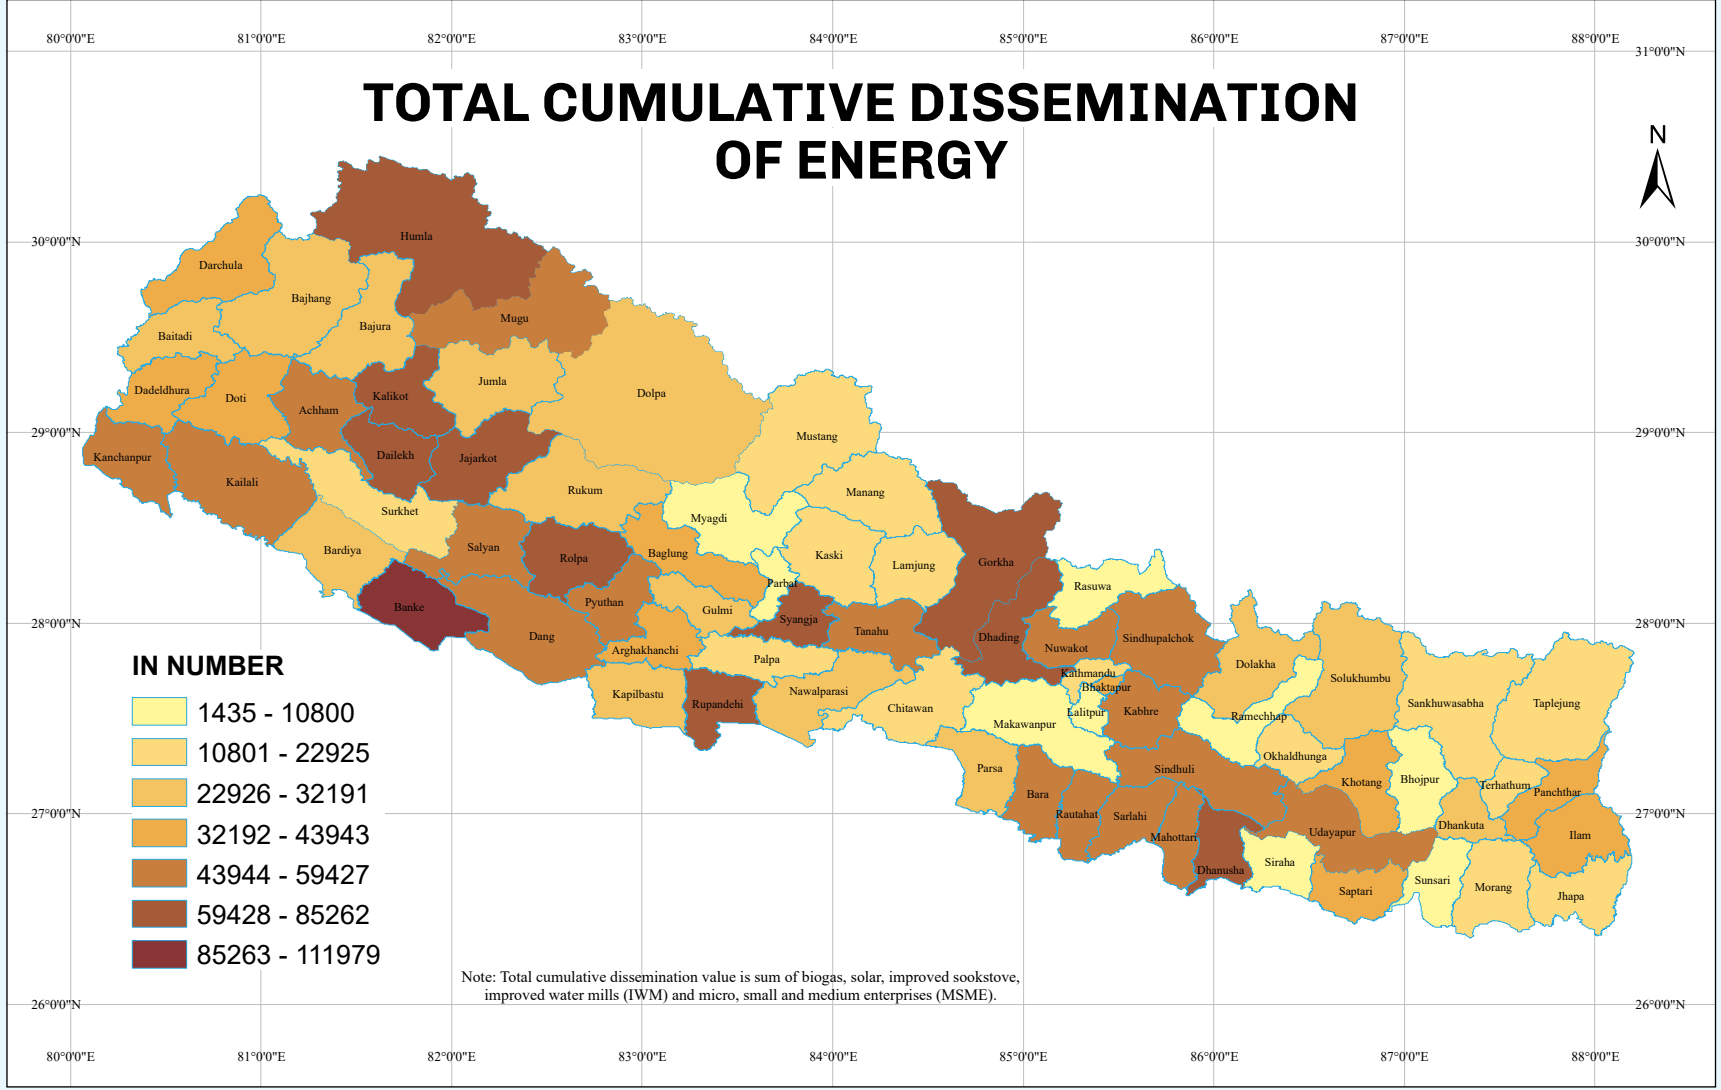 80°0'0"E 81°0'0"E 82°0'0"E 83°0'0"E 84°0'0"E 85°0'0"E 86°0'0"E 87°0'0"E 88°0'0"E
31°0'0"N
TOTAL CUMULATIVE DISSEMINATION
OF ENERGY
N
30°0'0"N 30°0'0"N
Humla
Darchula
Bajhang
Mugu
Bajura
Baitadi
Jumla
Dadeldhura
Dolpa
Kalikot
Doti
Achham
29°0'0"N 29°0'0"N
Mustang
Dailekh
Kanchanpur
Jajarkot
Kailali
Rukum
Manang
Surkhet
Myagdi
Salyan
Bardiya
Baglung
Kaski
Rolpa
Gorkha
Lamjung
Parbat
Rasuwa
Pyuthan
Banke
Gulmi
Syangja
28°0'0"N 28°0'0"N
Tanahu
Dang
Dhading
Sindhupalchok
Nuwakot
Arghakhanchi
Palpa
Dolakha
Kathmandu
Solukhumbu
Bhaktapur
Nawalparasi
Kapilbastu
Rupandehi
Sankhuwasabha
Taplejung
Chitawan
Lalitpur
Kabhre
Ramechhap
Makawanpur
Okhaldhunga
Parsa
Sindhuli
Bhojpur
Khotang
Terhathum
Panchthar
Bara
27°0'0"N 27°0'0"N
Rautahat
Sarlahi
Dhankuta
Udayapur
Ilam
Mahottari
Siraha
Dhanusha
Sunsari
Morang
Saptari
Jhapa
IN NUMBER
1435 - 10800
10801 - 22925
22926 - 32191
32192 - 43943
43944 - 59427
59428 - 85262
85263 - 111979
Note: Total cumulative dissemination value is sum of biogas, solar, improved sookstove,
improved water mills (IWM) and micro, small and medium enterprises (MSME).
26°0'0"N 26°0'0"N
80°0'0"E 81°0'0"E 82°0'0"E 83°0'0"E 84°0'0"E 85°0'0"E 86°0'0"E 87°0'0"E 88°0'0"E